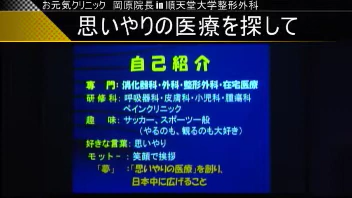 お元気クリニック 岡原院長 in 順天堂大学整形外科
思いやりの医療を探して
自己紹介
専門:消化器科・外科・整形外科・在宅医療
研修科:呼吸器科・皮膚科・小児科・腫瘍科
ペインクリニック
趣味:サッカー、スポーツ一般
(やるのも、観るのも大好き)
好きな言葉:思いやり
モットー:笑顔で挨拶
「夢」:「思いやりの医療」を創り、
日本中に広げること